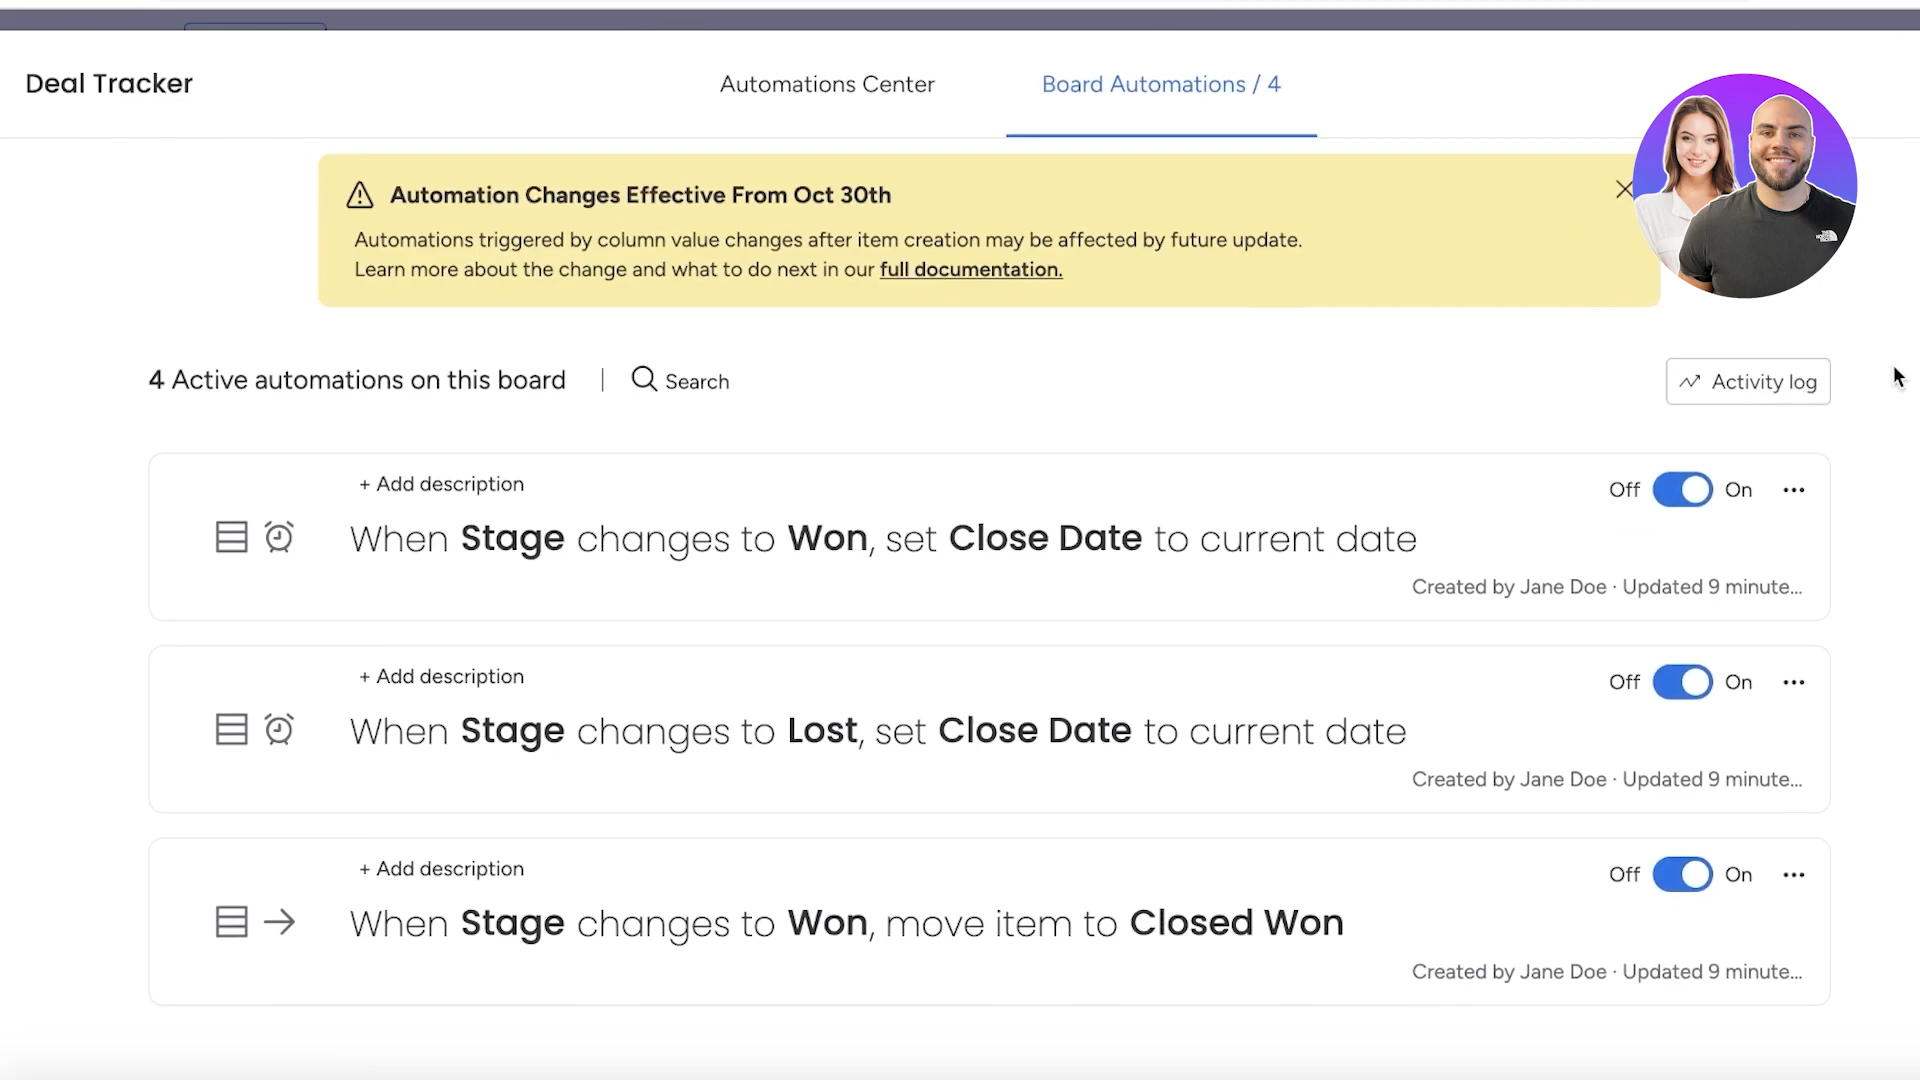 Deal Tracker
Automations Center
Board Automations / 4
Automation Changes Effective From Oct 30th
Automations triggered by column value changes after item creation may be affected by future update.
Learn more about the change and what to do next in our full documentation.
4 Active automations on this board
Search
Activity log
+ Add description
Off On
When Stage changes to Won, set Close Date to current date
Created by Jane Doe · Updated 9 minute...
+ Add description
Off On
When Stage changes to Lost, set Close Date to current date
Created by Jane Doe · Updated 9 minute...
+ Add description
Off On
When Stage changes to Won, move item to Closed Won
Created by Jane Doe · Updated 9 minute...